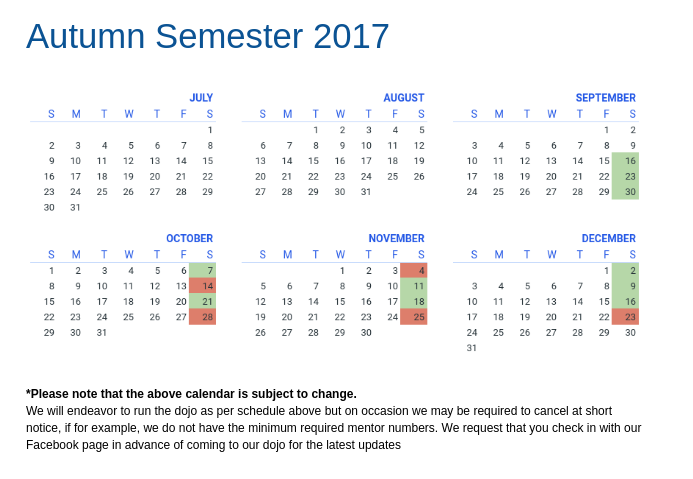 Autumn Semester 2017
JULY
S M T W T F S
1
2 3 4 5 6 7 8
9 10 11 12 13 14 15
16 17 18 19 20 21 22
23 24 25 26 27 28 29
30 31
AUGUST
S M T W T F S
1 2 3 4 5
6 7 8 9 10 11 12
13 14 15 16 17 18 19
20 21 22 23 24 25 26
27 28 29 30 31
SEPTEMBER
S M T W T F S
1 2
3 4 5 6 7 8 9
10 11 12 13 14 15 16
17 18 19 20 21 22 23
24 25 26 27 28 29 30
OCTOBER
S M T W T F S
1 2 3 4 5 6 7
8 9 10 11 12 13 14
15 16 17 18 19 20 21
22 23 24 25 26 27 28
29 30 31
NOVEMBER
S M T W T F S
1 2 3 4
5 6 7 8 9 10 11
12 13 14 15 16 17 18
19 20 21 22 23 24 25
26 27 28 29 30
DECEMBER
S M T W T F S
1 2
3 4 5 6 7 8 9
10 11 12 13 14 15 16
17 18 19 20 21 22 23
24 25 26 27 28 29 30
31
*Please note that the above calendar is subject to change.
We will endeavor to run the dojo as per schedule above but on occasion we may be required to cancel at short
notice, if for example, we do not have the minimum required mentor numbers. We request that you check in with our
Facebook page in advance of coming to our dojo for the latest updates